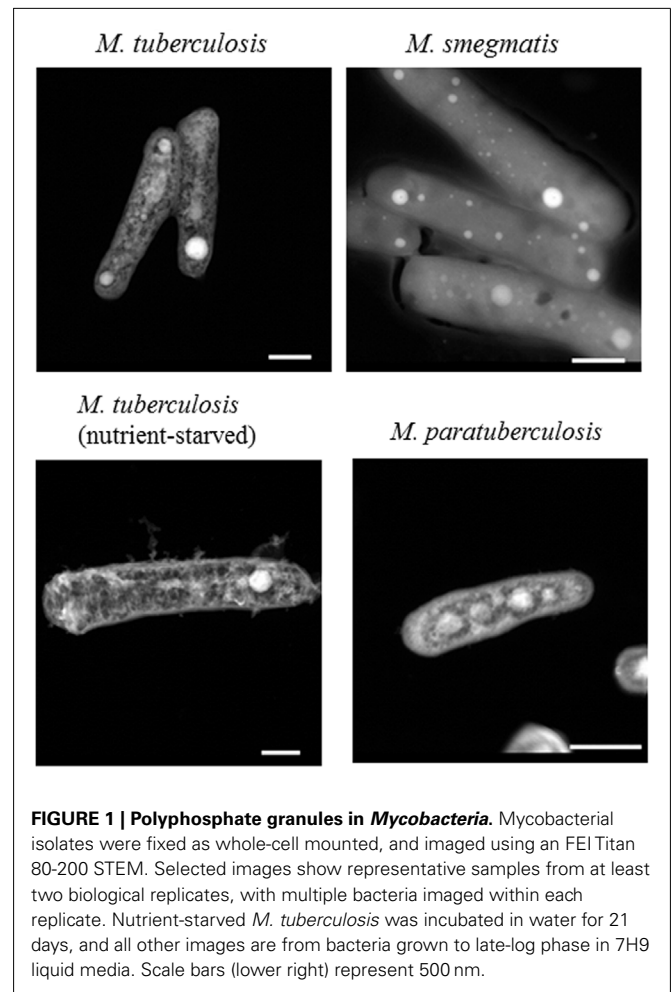 M. tuberculosis
M. smegmatis
M. tuberculosis
(nutrient-starved)
M. paratuberculosis
FIGURE 1 | Polyphosphate granules in Mycobacteria. Mycobacterial
isolates were fixed as whole-cell mounted, and imaged using an FEI Titan
80-200 STEM. Selected images show representative samples from at least
two biological replicates, with multiple bacteria imaged within each
replicate. Nutrient-starved M. tuberculosis was incubated in water for 21
days, and all other images are from bacteria grown to late-log phase in 7H9
liquid media. Scale bars (lower right) represent 500 nm.